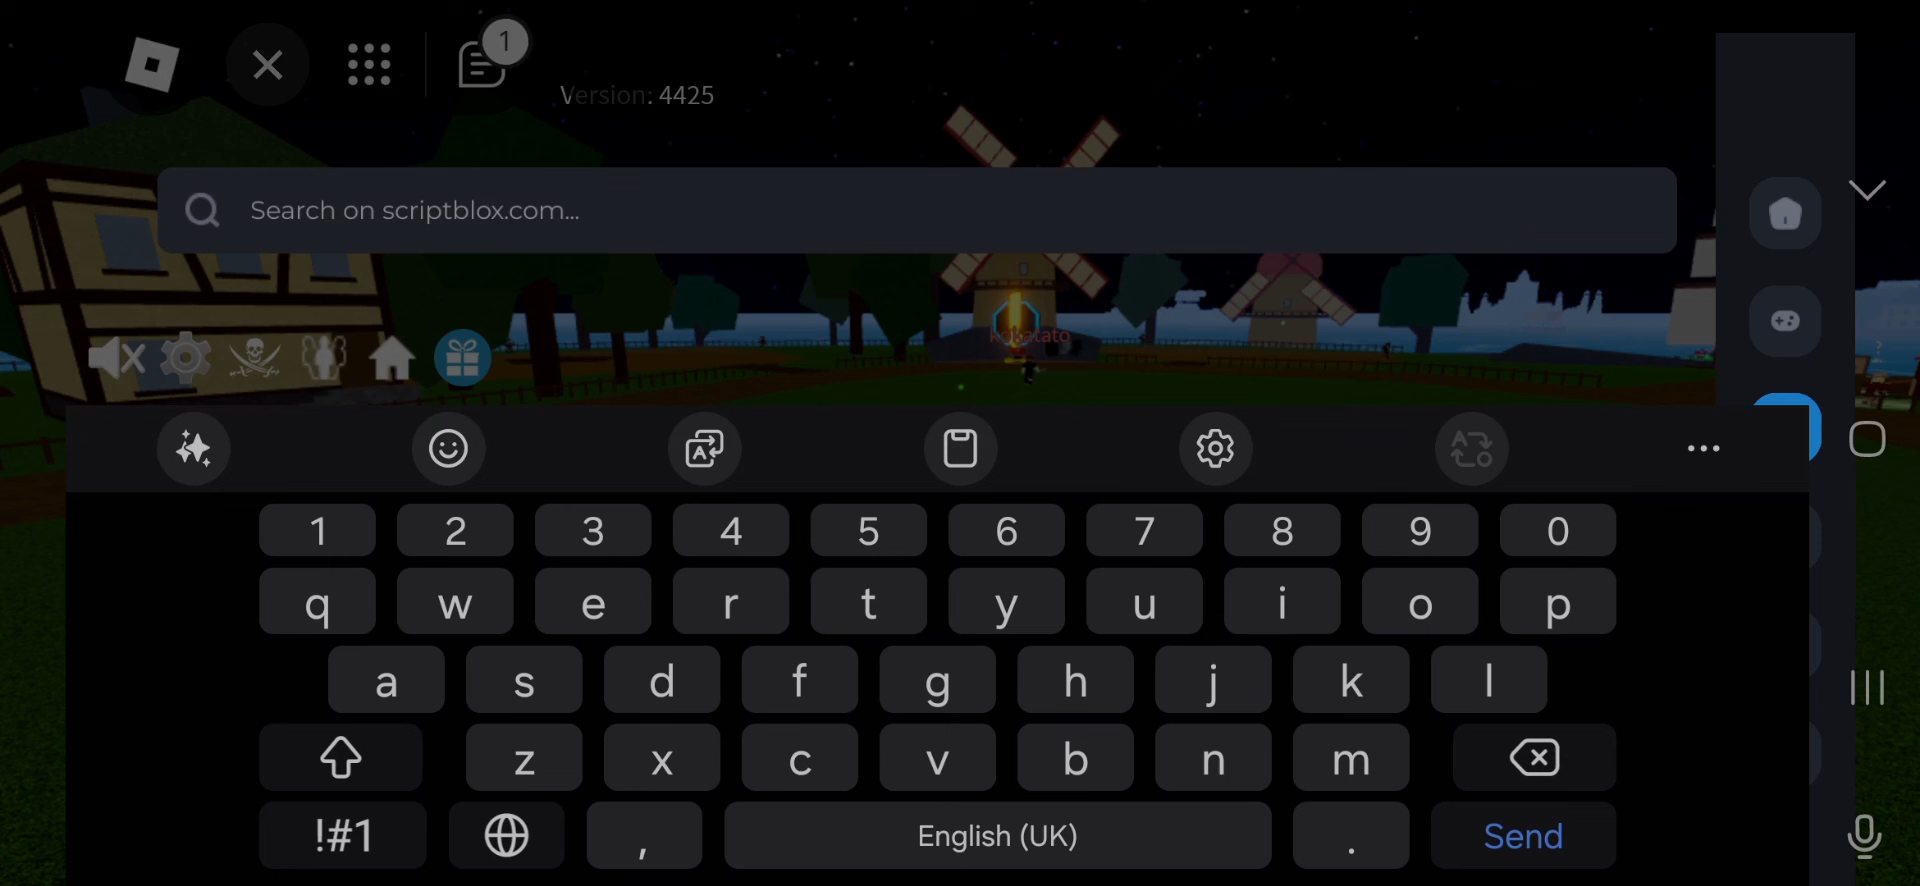 1
Version: 4425
Search on scriptblox.com...
kokatato
1 2 3 4 5 6 7 8 9 0
q w e r t y u i o p
a s d f g h j k l
z x c v b n m
!#1 , English (UK) . Send